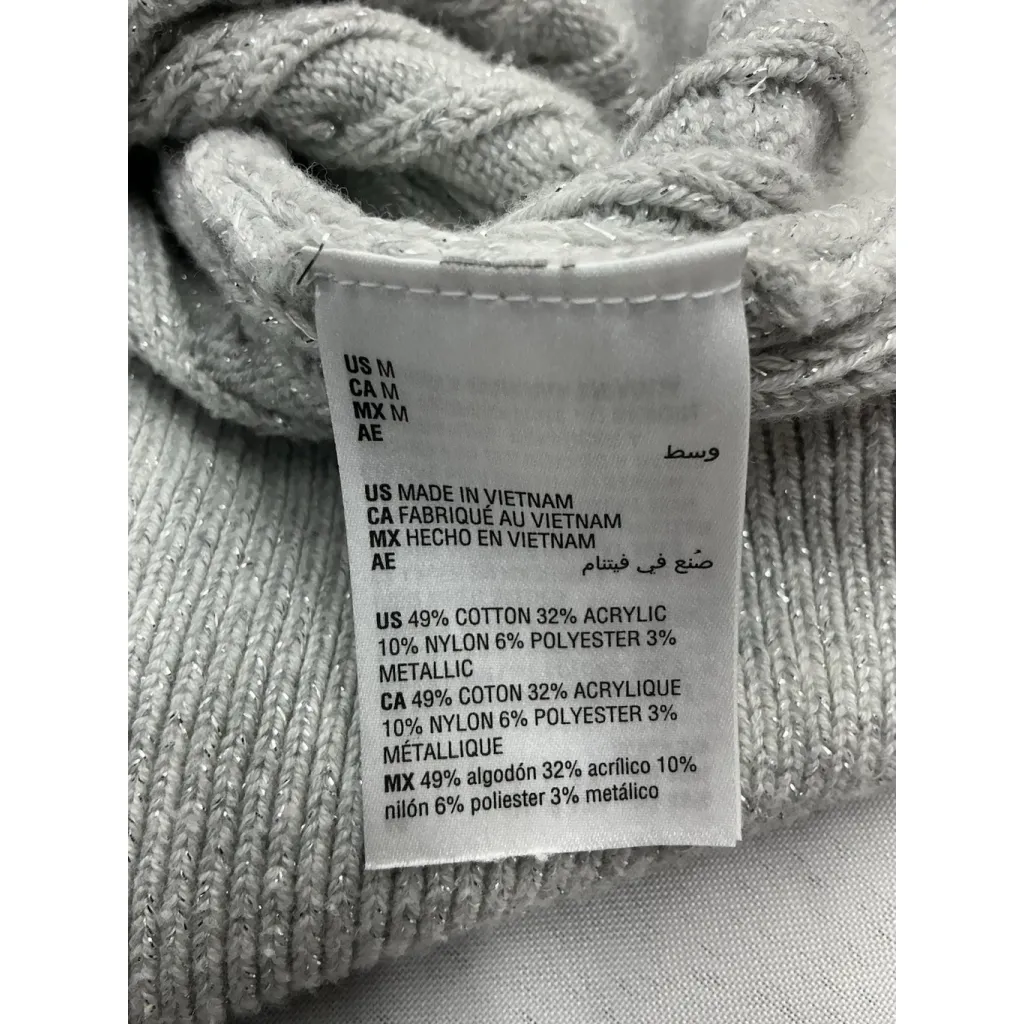 US M
CA M
MX M
AE
وسط
US MADE IN VIETNAM
CA FABRIQUÉ AU VIETNAM
MX HECHO EN VIETNAM
AE صُنع في فيتنام
US 49% COTTON 32% ACRYLIC
10% NYLON 6% POLYESTER 3%
METALLIC
CA 49% COTON 32% ACRYLIQUE
10% NYLON 6% POLYESTER 3%
MÉTALLIQUE
MX 49% algodón 32% acrílico 10%
nilón 6% poliester 3% metálico